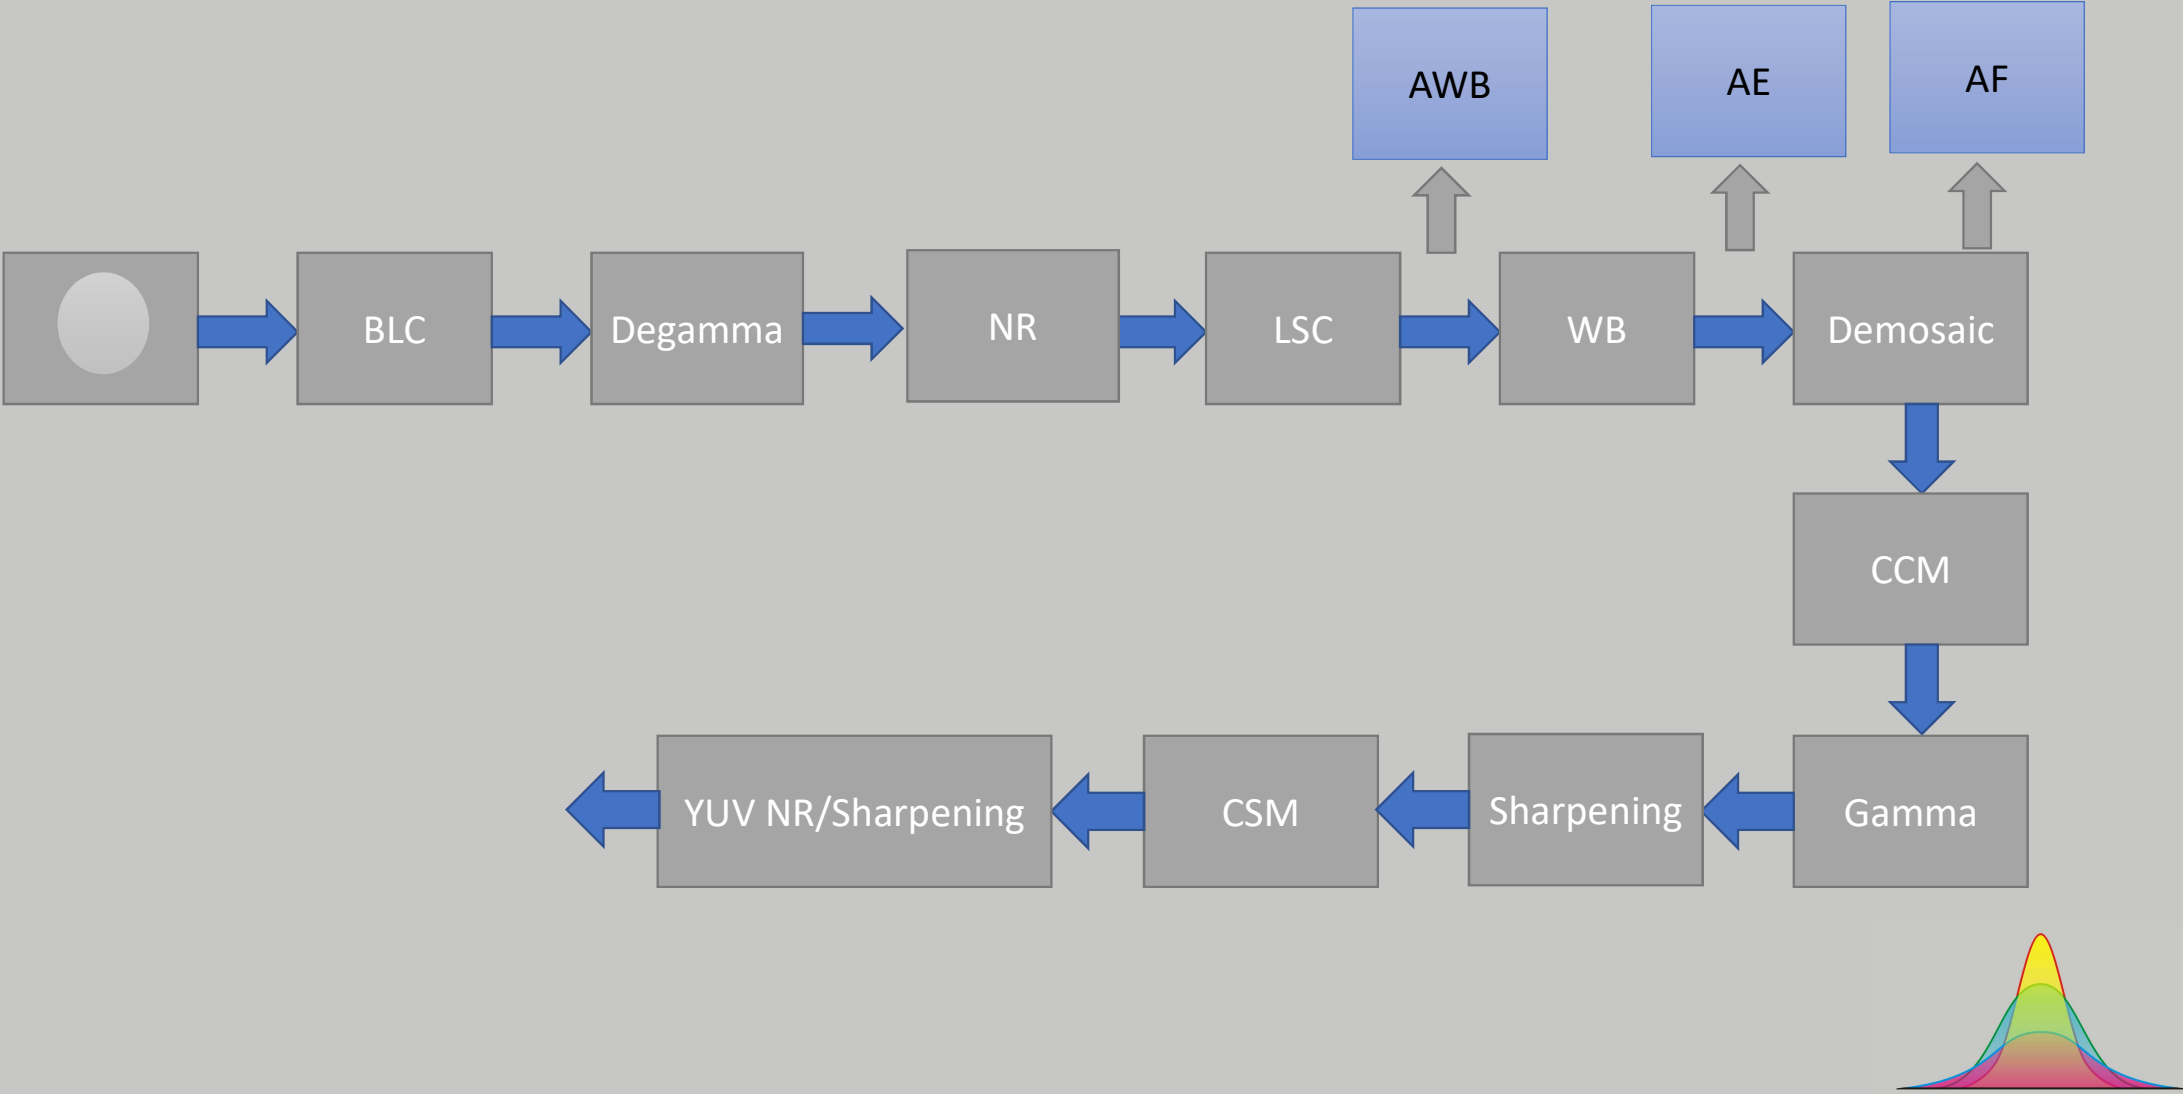 AWB
AE
AF
BLC
Degamma
NR
LSC
WB
Demosaic
CCM
Gamma
Sharpening
CSM
YUV NR/Sharpening